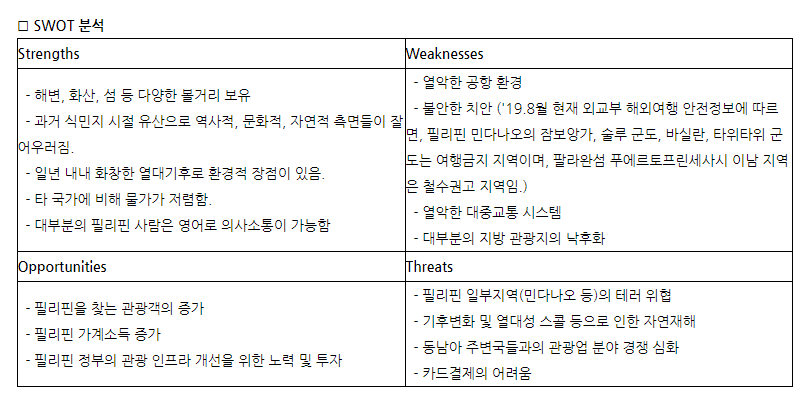 □ SWOT 분석
Strengths
- 해변, 화산, 섬 등 다양한 볼거리 보유
- 과거 식민지 시절 유산으로 역사적, 문화적, 자연적 측면들이 잘
어우러짐.
- 일년 내내 화창한 열대기후로 환경적 장점이 있음.
- 타 국가에 비해 물가가 저렴함.
- 대부분의 필리핀 사람은 영어로 의사소통이 가능함
Weaknesses
- 열악한 공항 환경
- 불안한 치안 ('19.8월 현재 외교부 해외여행 안전정보에 따르
면, 필리핀 민다나오의 잠보앙가, 술루 군도, 바실란, 타위타위 군
도는 여행금지 지역이며, 팔라완섬 푸에르토프린세사시 이남 지역
은 철수권고 지역임.)
- 열악한 대중교통 시스템
- 대부분의 지방 관광지의 낙후화
Opportunities
- 필리핀을 찾는 관광객의 증가
- 필리핀 가계소득 증가
- 필리핀 정부의 관광 인프라 개선을 위한 노력 및 투자
Threats
- 필리핀 일부지역(민다나오 등)의 테러 위협
- 기후변화 및 열대성 스콜 등으로 인한 자연재해
- 동남아 주변국들과의 관광업 분야 경쟁 심화
- 카드결제의 어려움